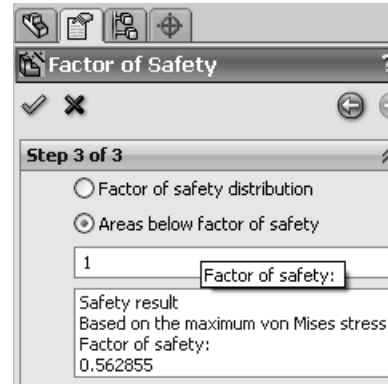 Factor of Safety
?
Step 3 of 3
Factor of safety distribution
Areas below factor of safety
1
Factor of safety:
Safety result
Based on the maximum von Mises stress
Factor of safety:
0.562855